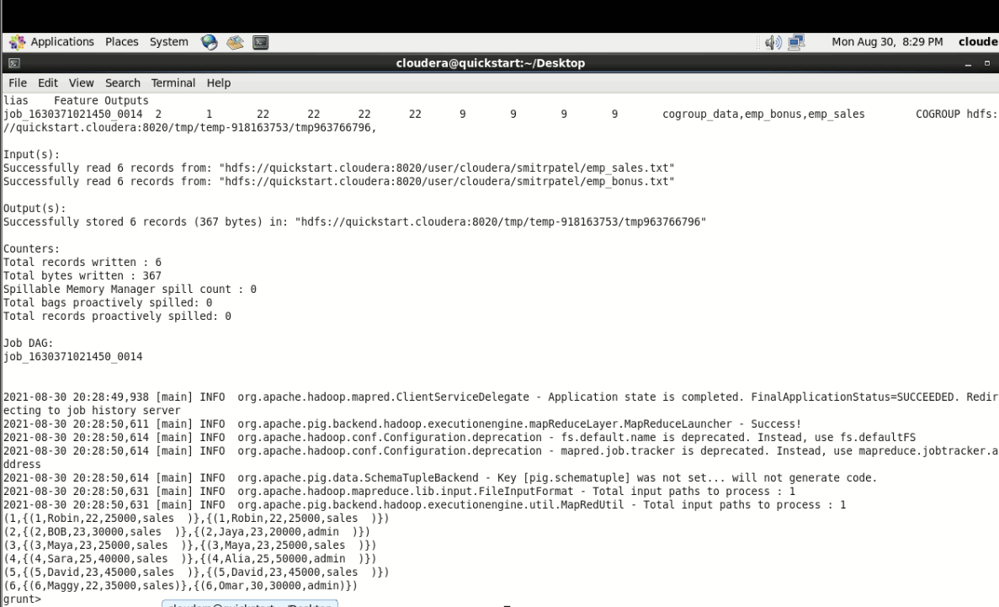 Applications Places System Mon Aug 30, 8:29 PM cloude
cloudera@quickstart:~/Desktop
File Edit View Search Terminal Help
lias    Feature Outputs
job_1630371021450_0014  2       1       22      22      22      22      9       9       9       9       cogroup_data,emp_bonus,emp_sales        COGROUP hdfs:
//quickstart.cloudera:8020/tmp/temp-918163753/tmp963766796,
Input(s):
Successfully read 6 records from: "hdfs://quickstart.cloudera:8020/user/cloudera/smitrpatel/emp_sales.txt"
Successfully read 6 records from: "hdfs://quickstart.cloudera:8020/user/cloudera/smitrpatel/emp_bonus.txt"
Output(s):
Successfully stored 6 records (367 bytes) in: "hdfs://quickstart.cloudera:8020/tmp/temp-918163753/tmp963766796"
Counters:
Total records written : 6
Total bytes written : 367
Spillable Memory Manager spill count : 0
Total bags proactively spilled: 0
Total records proactively spilled: 0
Job DAG:
job_1630371021450_0014
2021-08-30 20:28:49,938 [main] INFO  org.apache.hadoop.mapred.ClientServiceDelegate - Application state is completed. FinalApplicationStatus=SUCCEEDED. Redir
ecting to job history server
2021-08-30 20:28:50,611 [main] INFO  org.apache.pig.backend.hadoop.executionengine.mapReduceLayer.MapReduceLauncher - Success!
2021-08-30 20:28:50,614 [main] INFO  org.apache.hadoop.conf.Configuration.deprecation - fs.default.name is deprecated. Instead, use fs.defaultFS
2021-08-30 20:28:50,614 [main] INFO  org.apache.hadoop.conf.Configuration.deprecation - mapred.job.tracker is deprecated. Instead, use mapreduce.jobtracker.a
ddress
2021-08-30 20:28:50,614 [main] INFO  org.apache.pig.data.SchemaTupleBackend - Key [pig.schematuple] was not set... will not generate code.
2021-08-30 20:28:50,631 [main] INFO  org.apache.hadoop.mapreduce.lib.input.FileInputFormat - Total input paths to process : 1
2021-08-30 20:28:50,631 [main] INFO  org.apache.pig.backend.hadoop.executionengine.util.MapRedUtil - Total input paths to process : 1
(1,{(1,Robin,22,25000,sales  )},{(1,Robin,22,25000,sales  )})
(2,{(2,BOB,23,30000,sales  )},{(2,Jaya,23,20000,admin  )})
(3,{(3,Maya,23,25000,sales  )},{(3,Maya,23,25000,sales  )})
(4,{(4,Sara,25,40000,sales  )},{(4,Alia,25,50000,admin  )})
(5,{(5,David,23,45000,sales  )},{(5,David,23,45000,sales  )})
(6,{(6,Maggy,22,35000,sales)},{(6,Omar,30,30000,admin)})
grunt>